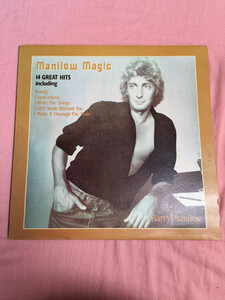 Manilow Magic
14 GREAT HITS
including
Mandy
Copacabana
I Write The Songs
Can't Smile Without You
I Made It Through The Rain
Barry Manilow